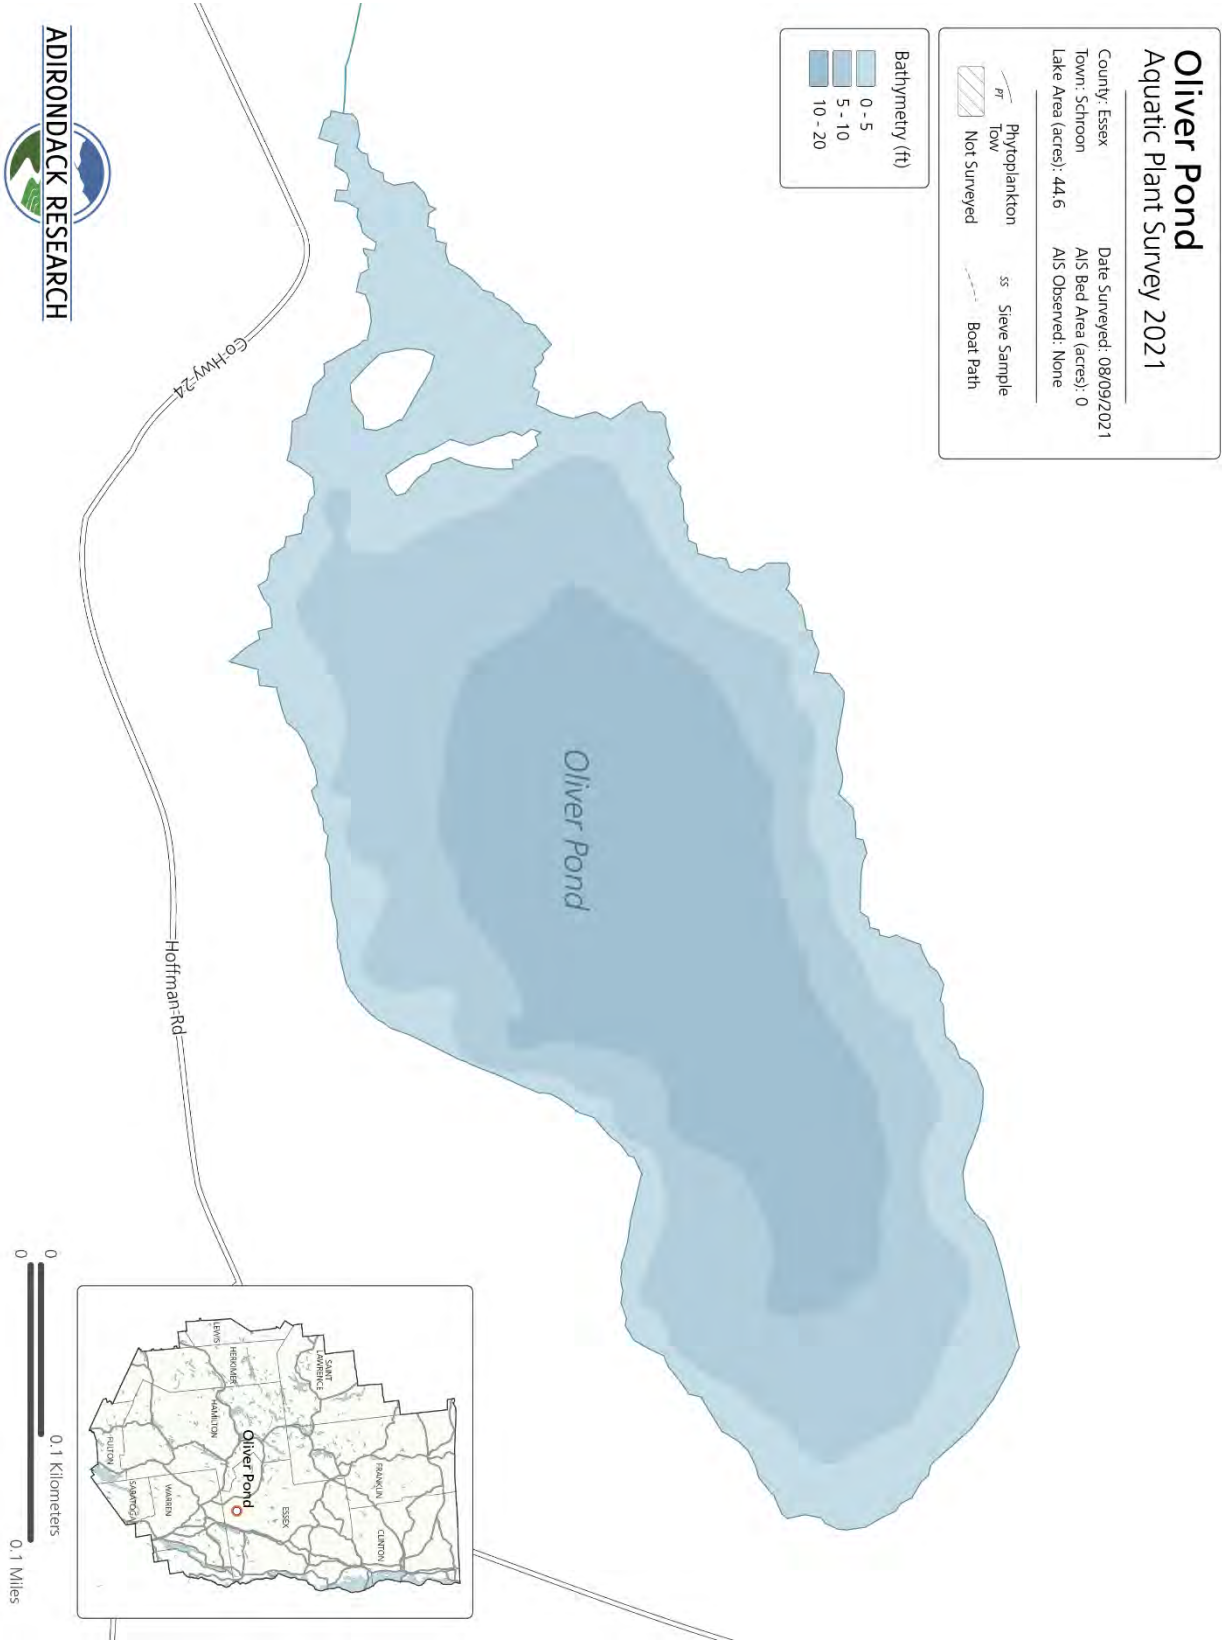 Oliver Pond
Aquatic Plant Survey 2021
County: Essex
Town: Schroon
Lake Area (acres): 44.6
Date Surveyed: 08/09/2021
AIS Bed Area (acres): 0
AIS Observed: None
PT
Phytoplankton
Tow
SS
Sieve Sample
Not Surveyed
Boat Path
Bathymetry (ft)
0 - 5
5 - 10
10 - 20
Oliver Pond
Co-Hwy-24
Hoffman-Rd
ADIRONDACK RESEARCH
SAINT
LAWRENCE
FRANKLIN
CLINTON
LEWIS
HERKIMER
HAMILTON
ESSEX
Oliver Pond
WARREN
FULTON
SARATOGA
0
0.1 Kilometers
0
0.1 Miles